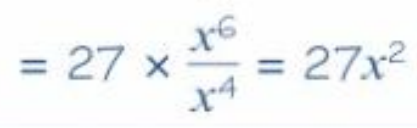 = 27 × x⁶/x⁴ = 27x²